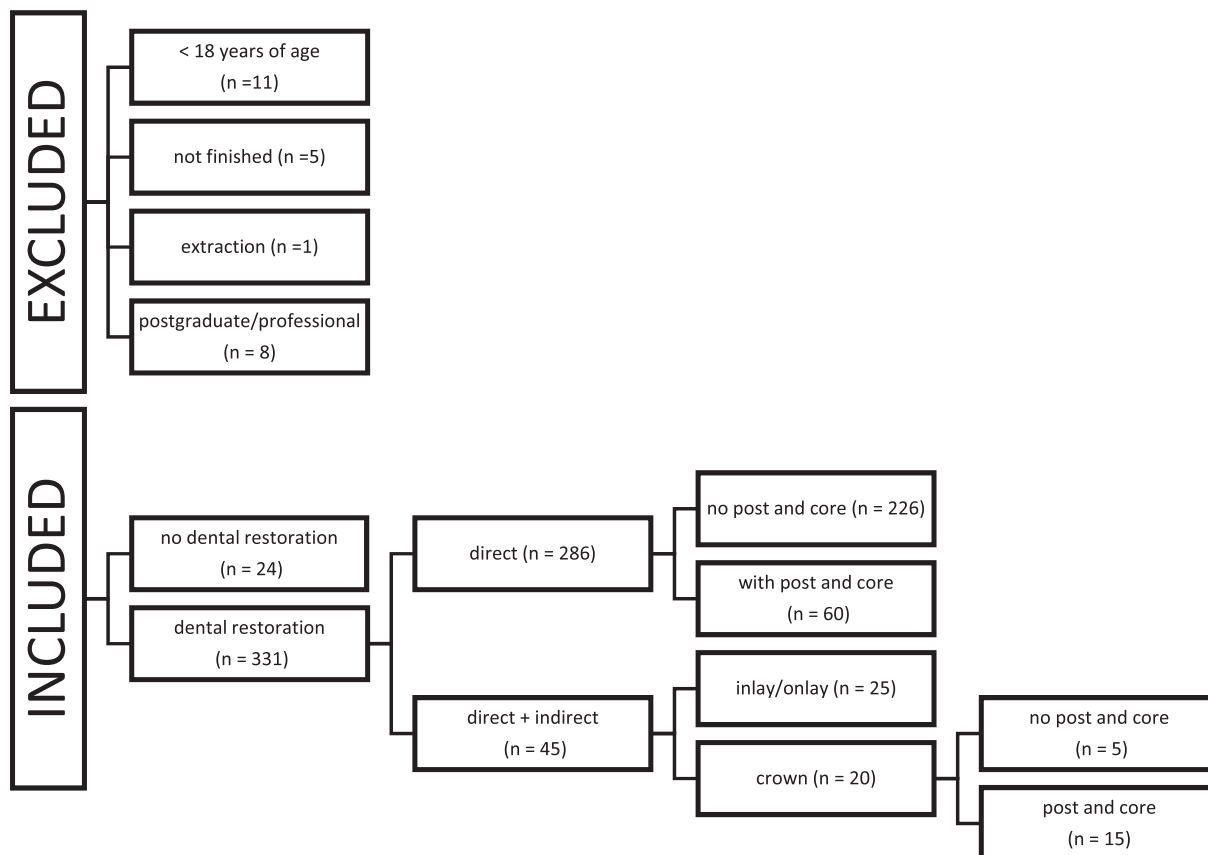 EXCLUDED
< 18 years of age
(n =11)
not finished (n =5)
extraction (n =1)
postgraduate/professional
(n = 8)
INCLUDED
no dental restoration
(n = 24)
dental restoration
(n = 331)
direct (n = 286)
no post and core (n = 226)
with post and core
(n = 60)
direct + indirect
(n = 45)
inlay/onlay (n = 25)
crown (n = 20)
no post and core
(n = 5)
post and core
(n = 15)